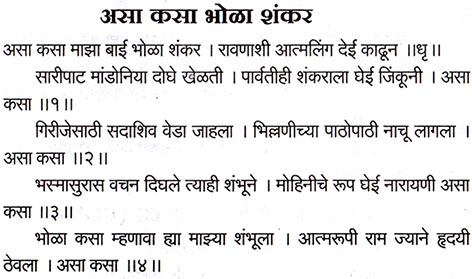 असा कसा भोळा शंकर
असा कसा माझा बाई भोळा शंकर । रावणाशी आत्मलिंग देई काढून ॥धृ॥
सारीपाट मांडोनिया दोघे खेळती । पार्वतीही शंकराला घेई जिंकूनी । असा
कसा ॥१॥
गिरीजेसाठी सदाशिव वेडा जाहला । भिल्लणीच्या पाठोपाठी नाचू लागला ।
असा कसा ॥२॥
भस्मासुरास वचन दिघले त्याही शंभूने । मोहिनीचे रूप घेई नारायणी असा
कसा ॥३॥
भोळा कसा म्हणावा ह्या माझ्या शंभूला । आत्मरूपी राम ज्याने हृदयी
ठेवला । असा कसा ॥४॥